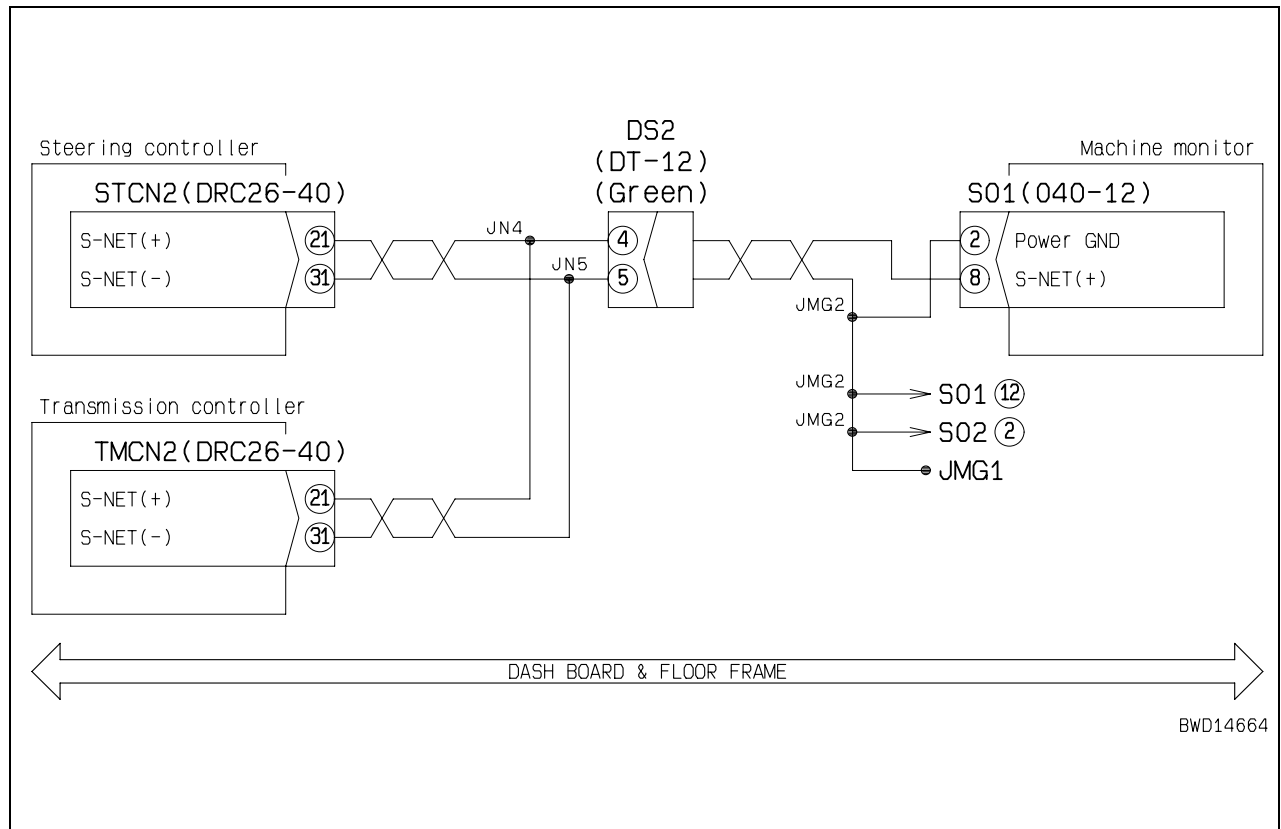 Steering controller
STCN2(DRC26-40)
S-NET(+)
21
S-NET(-)
31
JN4
JN5
DS2
(DT-12)
(Green)
4
5
Machine monitor
S01(040-12)
2
Power GND
8
S-NET(+)
JMG2
JMG2
S01 12
JMG2
S02 2
JMG1
Transmission controller
TMCN2(DRC26-40)
S-NET(+)
21
S-NET(-)
31
DASH BOARD & FLOOR FRAME
BWD14664